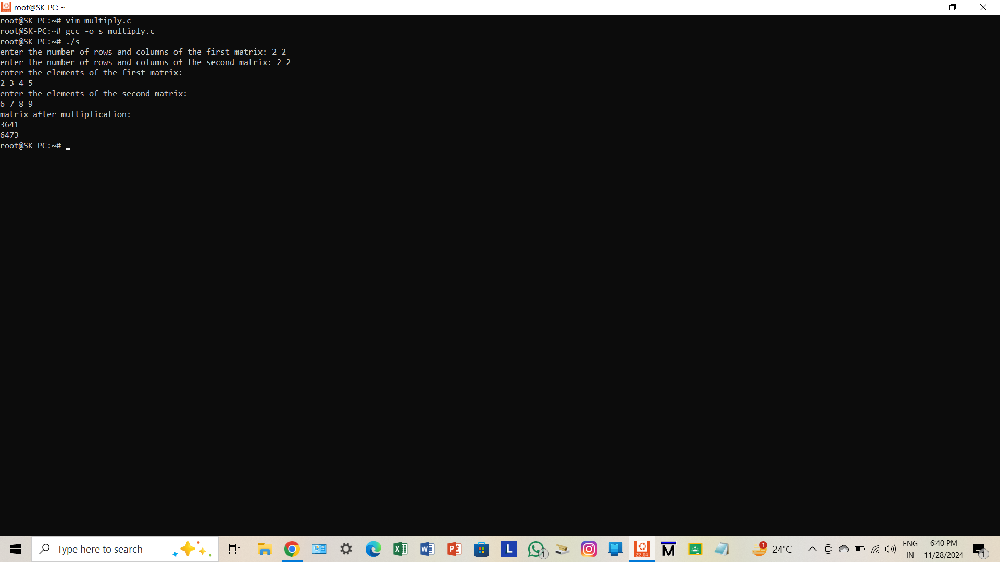 root@SK-PC: ~
root@SK-PC:~# vim multiply.c
root@SK-PC:~# gcc -o s multiply.c
root@SK-PC:~# ./s
enter the number of rows and columns of the first matrix: 2 2
enter the number of rows and columns of the second matrix: 2 2
enter the elements of the first matrix:
2 3 4 5
enter the elements of the second matrix:
6 7 8 9
matrix after multiplication:
3641
6473
root@SK-PC:~#
Type here to search
L
1
22.04
M
1
24°C
ENG
IN
6:40 PM
11/28/2024
1